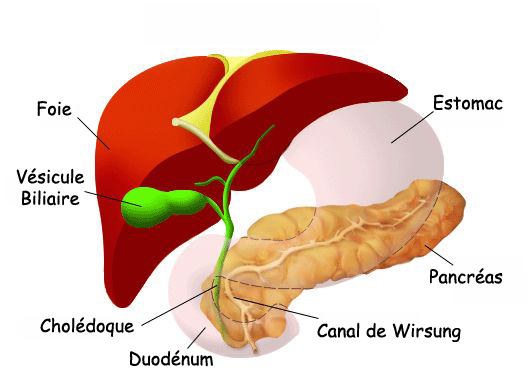 Foie
Estomac
Vésicule
Biliaire
Pancréas
Cholédoque
Canal de Wirsung
Duodénum